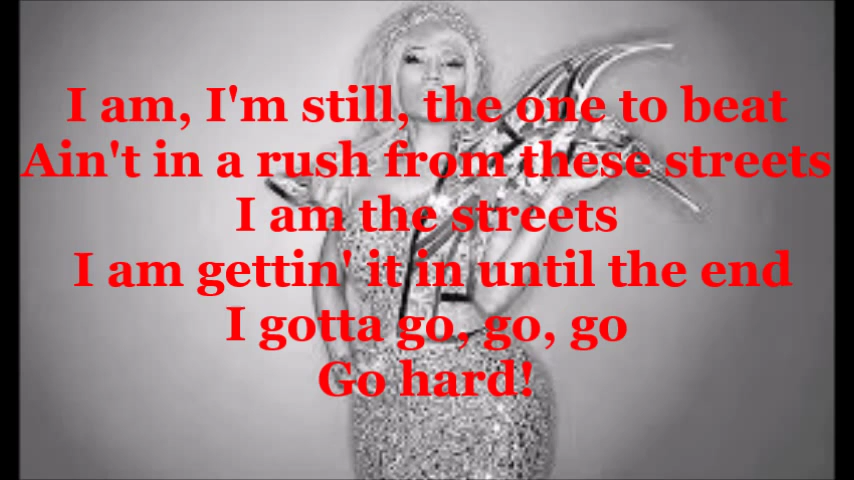 I am, I'm still, the one to beat
Ain't in a rush from these streets
I am the streets
I am gettin' it in until the end
I gotta go, go, go
Go hard!